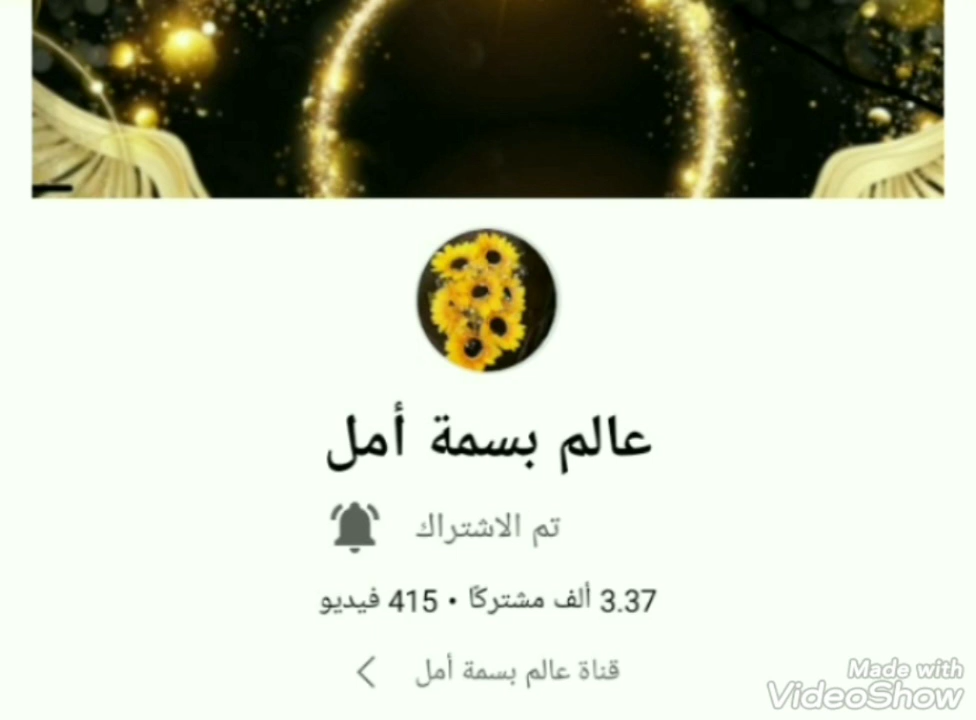 عالم بسمة أمل
تم الاشتراك
3.37 ألف مشتركًا • 415 فيديو
قناة عالم بسمة أمل
Made with
VideoShow